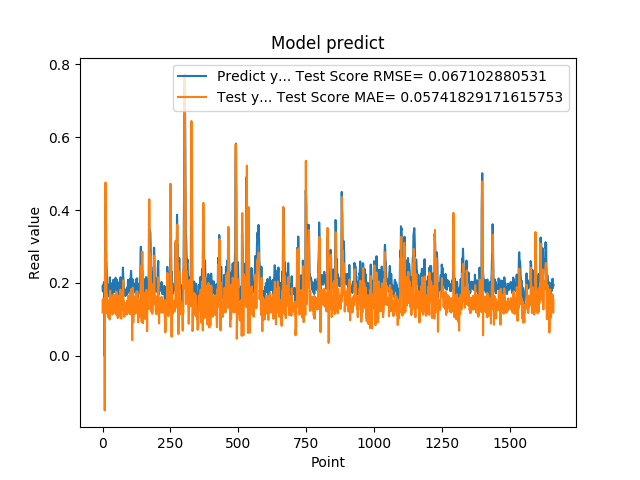 Model predict
Predict y... Test Score RMSE= 0.067102880531
Test y... Test Score MAE= 0.05741829171615753
Real value
0.8
0.6
0.4
0.2
0.0
0 250 500 750 1000 1250 1500
Point